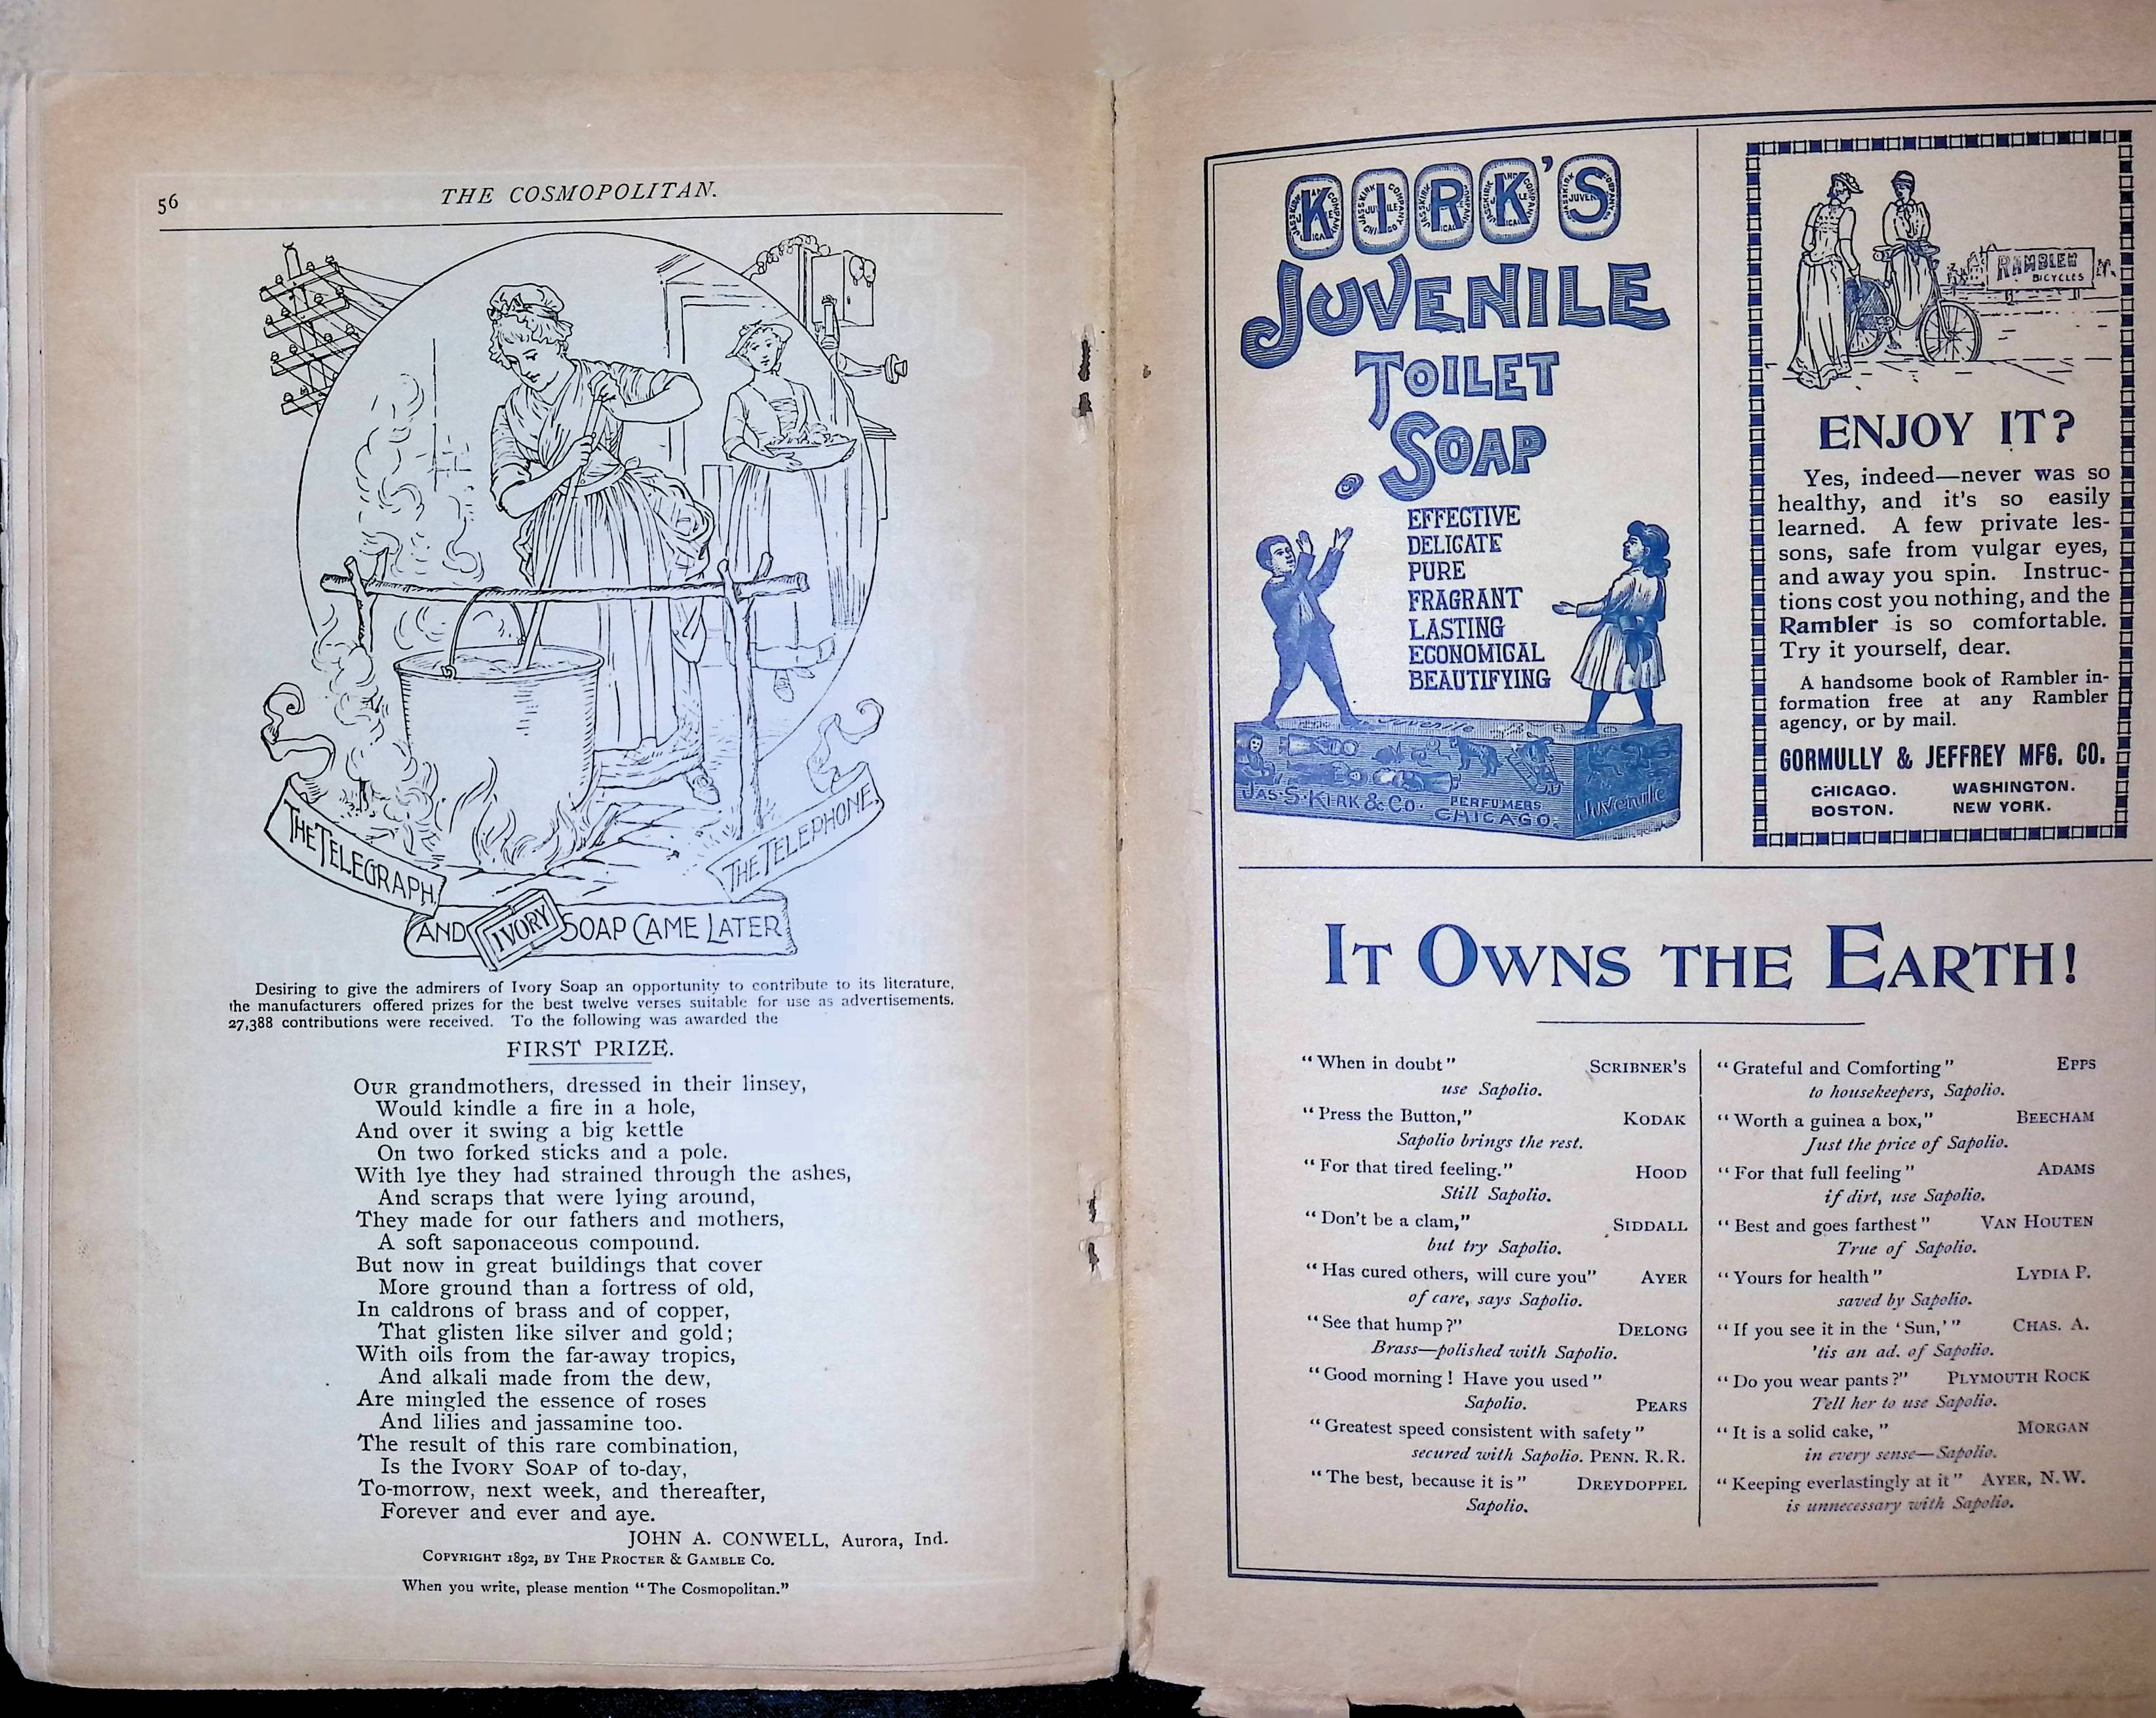 56
THE COSMOPOLITAN.
THE TELEGRAPH
THE TELEPHONE
AND IVORY SOAP CAME LATER
Desiring to give the admirers of Ivory Soap an opportunity to contribute to its literature,
the manufacturers offered prizes for the best twelve verses suitable for use as advertisements.
27,388 contributions were received. To the following was awarded the
FIRST PRIZE.
OUR grandmothers, dressed in their linsey,
Would kindle a fire in a hole,
And over it swing a big kettle
On two forked sticks and a pole.
With lye they had strained through the ashes,
And scraps that were lying around,
They made for our fathers and mothers,
A soft saponaceous compound.
But now in great buildings that cover
More ground than a fortress of old,
In caldrons of brass and of copper,
That glisten like silver and gold;
With oils from the far-away tropics,
And alkali made from the dew,
Are mingled the essence of roses
And lilies and jassamine too.
The result of this rare combination,
Is the IVORY SOAP of to-day,
To-morrow, next week, and thereafter,
Forever and ever and aye.
JOHN A. CONWELL, Aurora, Ind.
COPYRIGHT 1892, BY THE PROCTER & GAMBLE CO.
When you write, please mention "The Cosmopolitan."
KIRK'S
JUVENILE
TOILET
SOAP
EFFECTIVE
DELICATE
PURE
FRAGRANT
LASTING
ECONOMICAL
BEAUTIFYING
Juvenile
JAS. S. KIRK & CO. PERFUMERS
CHICAGO.
Juvenile
RAMBLER
BICYCLES
ENJOY IT?
Yes, indeed—never was so
healthy, and it's so easily
learned. A few private les-
sons, safe from vulgar eyes,
and away you spin. Instruc-
tions cost you nothing, and the
Rambler is so comfortable.
Try it yourself, dear.
A handsome book of Rambler in-
formation free at any Rambler
agency, or by mail.
GORMULLY & JEFFREY MFG. CO.
CHICAGO. WASHINGTON.
BOSTON. NEW YORK.
IT OWNS THE EARTH!
"When in doubt" SCRIBNER'S
use Sapolio.
"Press the Button," KODAK
Sapolio brings the rest.
"For that tired feeling." HOOD
Still Sapolio.
"Don't be a clam," SIDDALL
but try Sapolio.
"Has cured others, will cure you" AYER
of care, says Sapolio.
"See that hump?" DELONG
Brass—polished with Sapolio.
"Good morning! Have you used"
Sapolio. PEARS
"Greatest speed consistent with safety"
secured with Sapolio. PENN. R.R.
"The best, because it is" DREYDOPPEL
Sapolio.
"Grateful and Comforting" EPPS
to housekeepers, Sapolio.
"Worth a guinea a box," BEECHAM
Just the price of Sapolio.
"For that full feeling" ADAMS
if dirt, use Sapolio.
"Best and goes farthest" VAN HOUTEN
True of Sapolio.
"Yours for health" LYDIA P.
saved by Sapolio.
"If you see it in the 'Sun,'" CHAS. A.
'tis an ad. of Sapolio.
"Do you wear pants?" PLYMOUTH ROCK
Tell her to use Sapolio.
"It is a solid cake," MORGAN
in every sense—Sapolio.
"Keeping everlastingly at it" AYER, N.W.
is unnecessary with Sapolio.